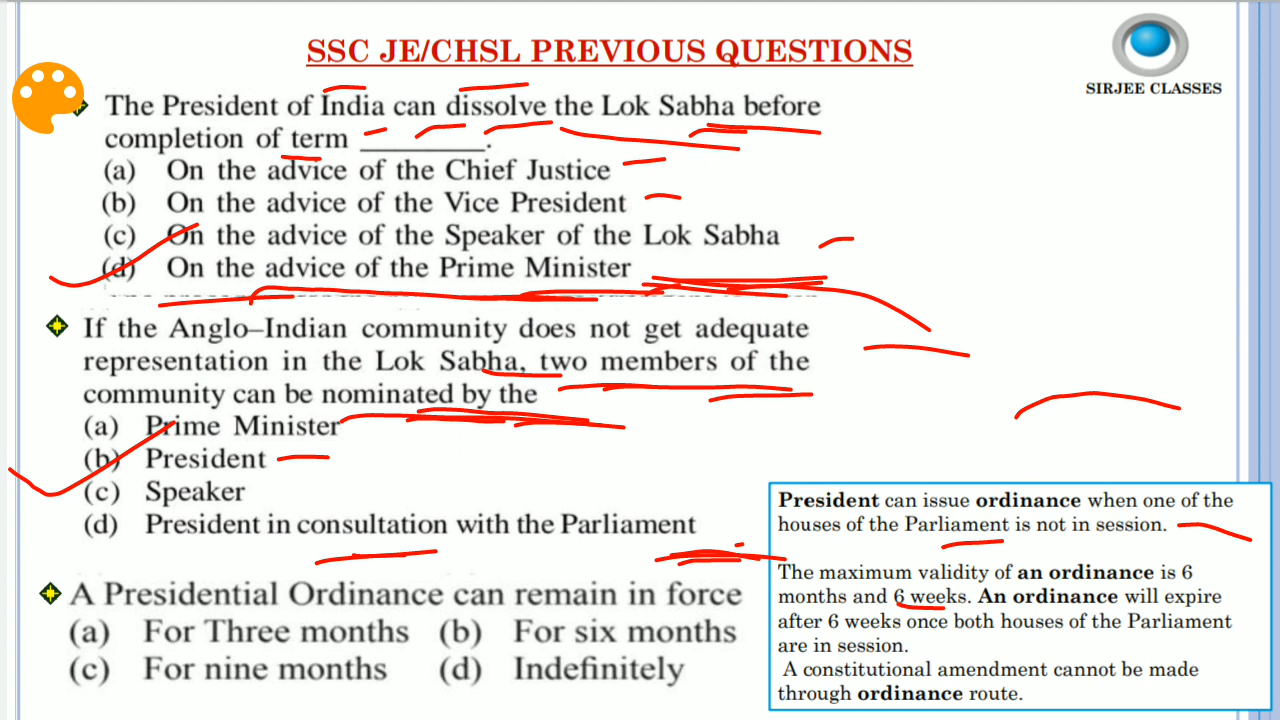 SSC JE/CHSL PREVIOUS QUESTIONS
SIRJEE CLASSES
The President of India can dissolve the Lok Sabha before
completion of term _________.
(a) On the advice of the Chief Justice
(b) On the advice of the Vice President
(c) On the advice of the Speaker of the Lok Sabha
(d) On the advice of the Prime Minister
If the Anglo–Indian community does not get adequate
representation in the Lok Sabha, two members of the
community can be nominated by the
(a) Prime Minister
(b) President
(c) Speaker
(d) President in consultation with the Parliament
A Presidential Ordinance can remain in force
(a) For Three months (b) For six months
(c) For nine months (d) Indefinitely
President can issue ordinance when one of the
houses of the Parliament is not in session.
The maximum validity of an ordinance is 6
months and 6 weeks. An ordinance will expire
after 6 weeks once both houses of the Parliament
are in session.
A constitutional amendment cannot be made
through ordinance route.